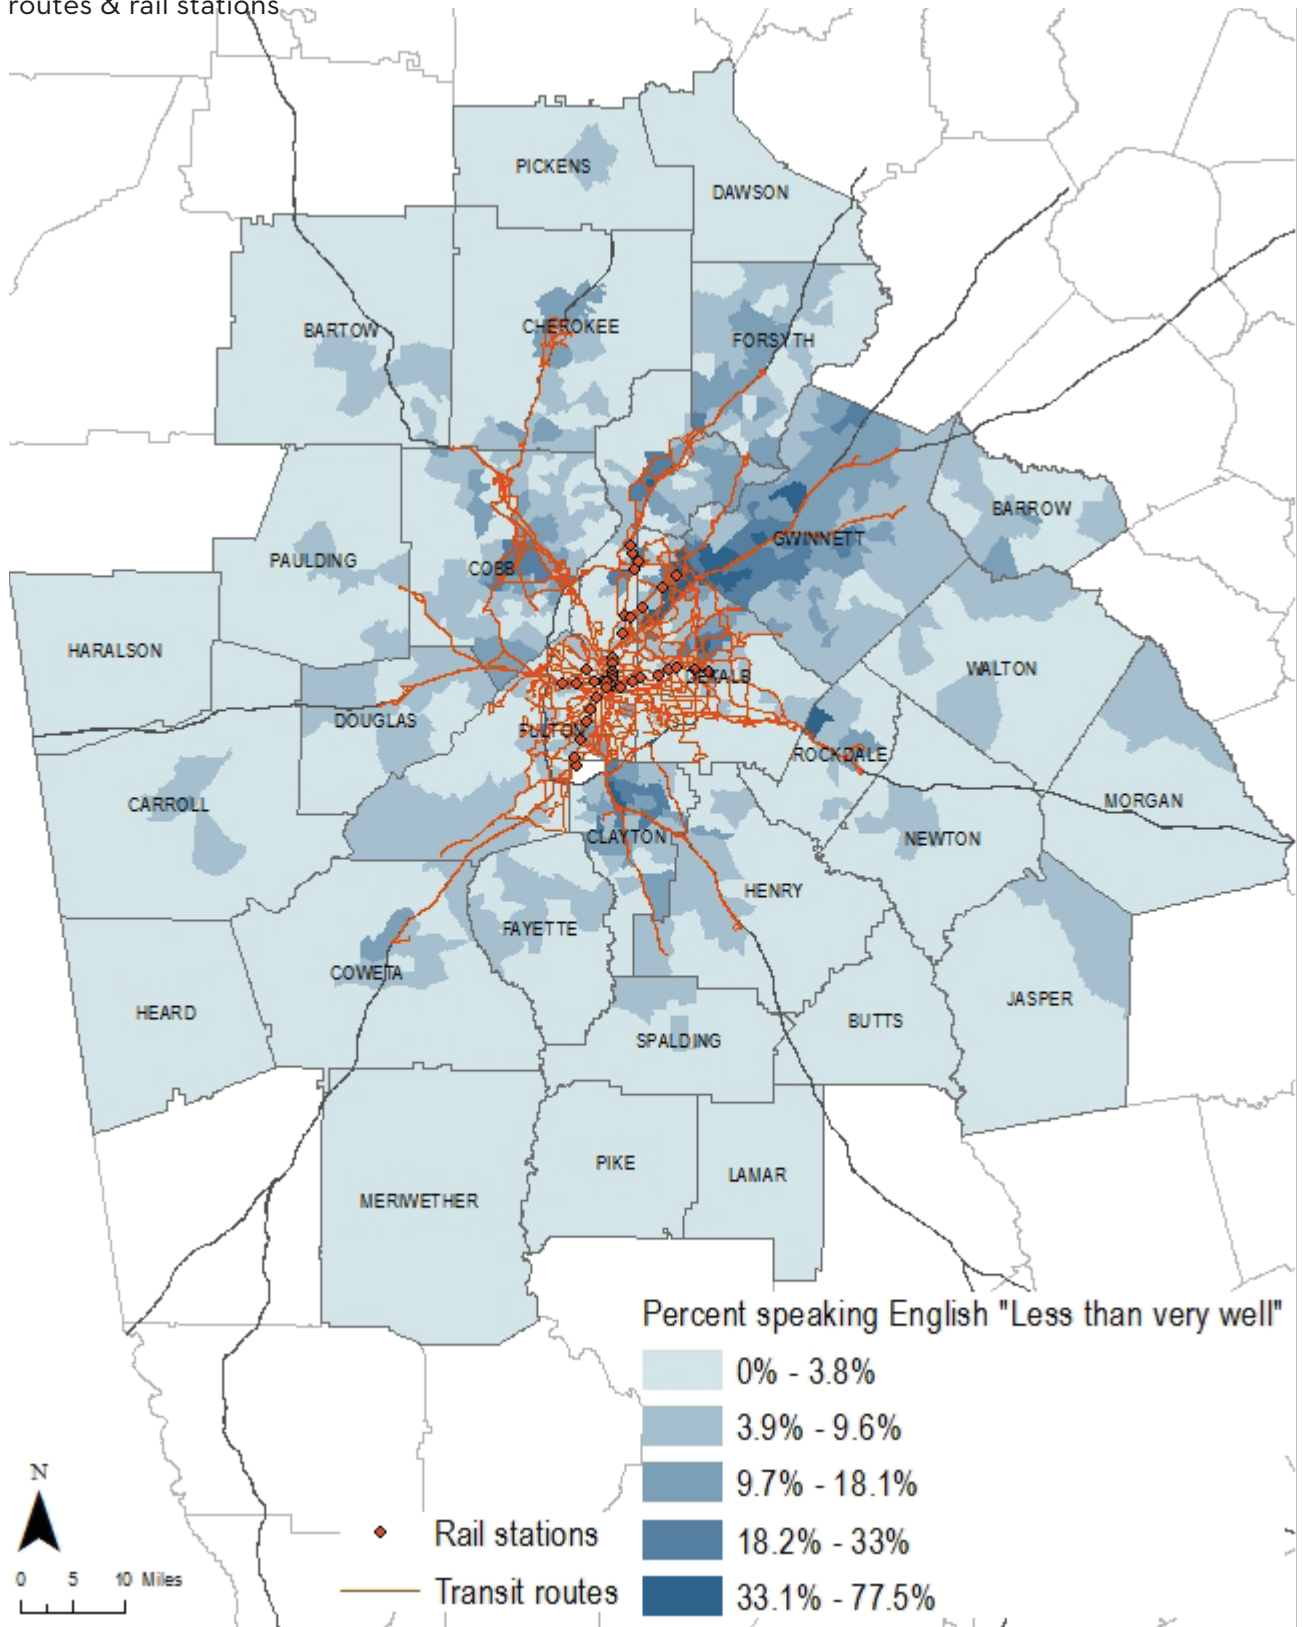 routes & rail stations
PICKENS
DAWSON
BARTOW
CHEROKEE
FORSYTH
BARROW
GWINNETT
PAULDING
COBB
HARALSON
WALTON
DEKALB
DOUGLAS
FULTON
ROCKDALE
CARROLL
MORGAN
CLAYTON
NEWTON
HENRY
FAYETTE
COWETA
JASPER
HEARD
BUTTS
SPALDING
PIKE
LAMAR
MERIWETHER
Percent speaking English "Less than very well"
0% - 3.8%
3.9% - 9.6%
9.7% - 18.1%
18.2% - 33%
33.1% - 77.5%
N
0 5 10 Miles
Rail stations
Transit routes